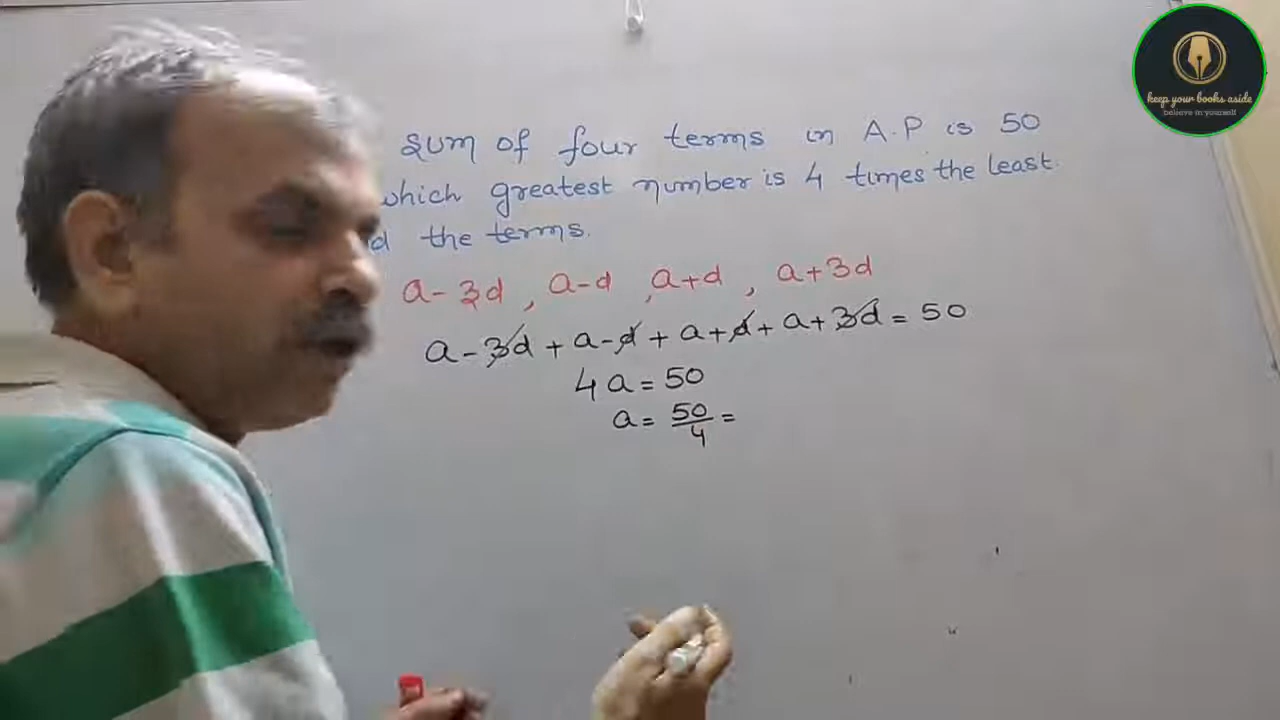 keep your books aside
believe in yourself
sum of four terms in A.P is 50
which greatest number is 4 times the least.
the terms.
a-3d, a-d, a+d, a+3d
a-3d + a-d + a+d + a+3d = 50
4a = 50
a = 50/4 =